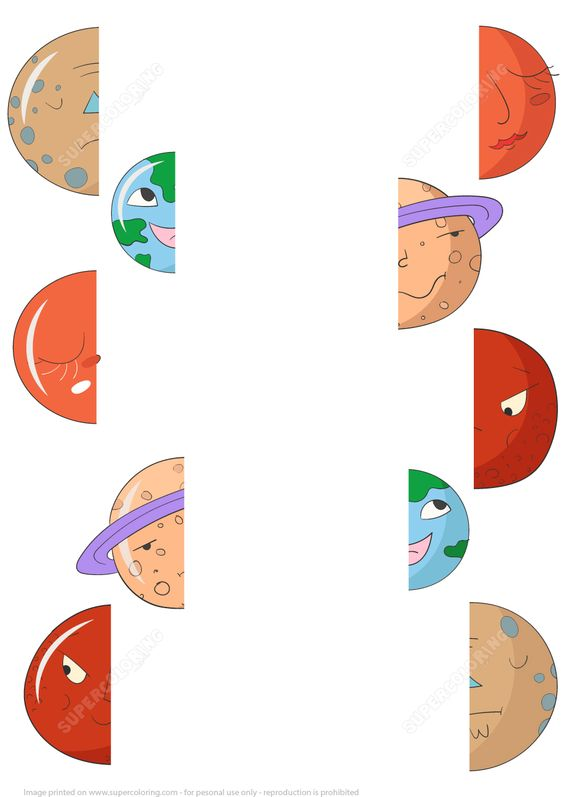 SUPERCOLORING
SUPERCOLORING
SUPERCOLORING
SUPERCOLORING
Image printed on www.supercoloring.com - for pesonal use only - reproduction is prohibited